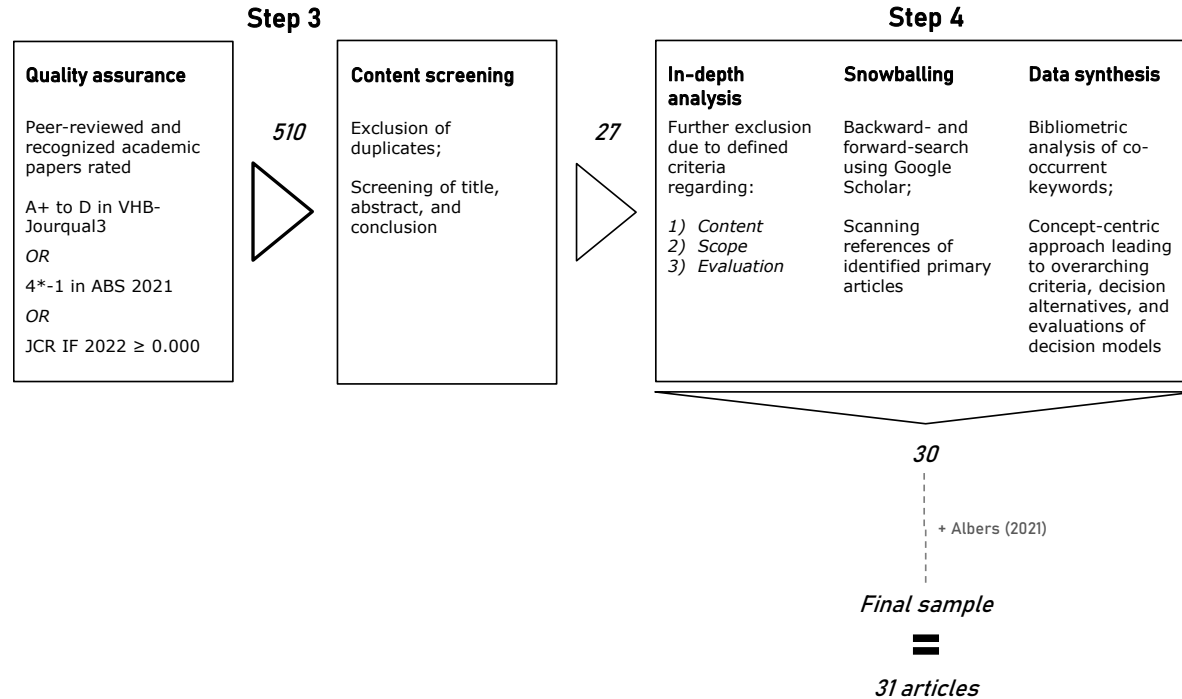 Step 3
Step 4
Quality assurance
Peer-reviewed and
recognized academic
papers rated
A+ to D in VHB-
Jourqual3
OR
4*-1 in ABS 2021
OR
JCR IF 2022 ≥ 0.000
510
Content screening
Exclusion of
duplicates;
Screening of title,
abstract, and
conclusion
27
In-depth
analysis
Further exclusion
due to defined
criteria
regarding:
1) Content
2) Scope
3) Evaluation
Snowballing
Backward- and
forward-search
using Google
Scholar;
Scanning
references of
identified primary
articles
Data synthesis
Bibliometric
analysis of co-
occurrent
keywords;
Concept-centric
approach leading
to overarching
criteria, decision
alternatives, and
evaluations of
decision models
30
+ Albers (2021)
Final sample
=
31 articles